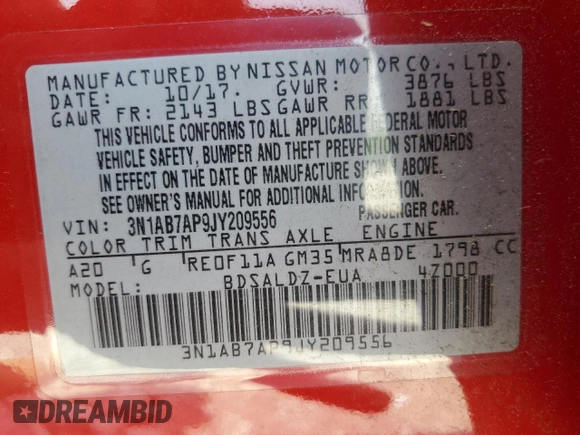 MANUFACTURED BY NISSAN MOTOR CO., LTD.
DATE: 10/17. GVWR: 3876 LBS
GAWR FR: 2143 LBS GAWR RR: 1881 LBS
THIS VEHICLE CONFORMS TO ALL APPLICABLE FEDERAL MOTOR
VEHICLE SAFETY, BUMPER AND THEFT PREVENTION STANDARDS
IN EFFECT ON THE DATE OF MANUFACTURE SHOWN ABOVE.
SEE OWNER'S MANUAL FOR ADDITIONAL INFORMATION.
VIN: 3N1AB7AP9JY209556 PASSENGER CAR.
COLOR TRIM TRANS AXLE ENGINE
A20 G RE0F11A GM35 MRA8DE 1798 CC
MODEL: BDSALDZ-EUA 47000
3N1AB7AP9JY209556
DREAMBID